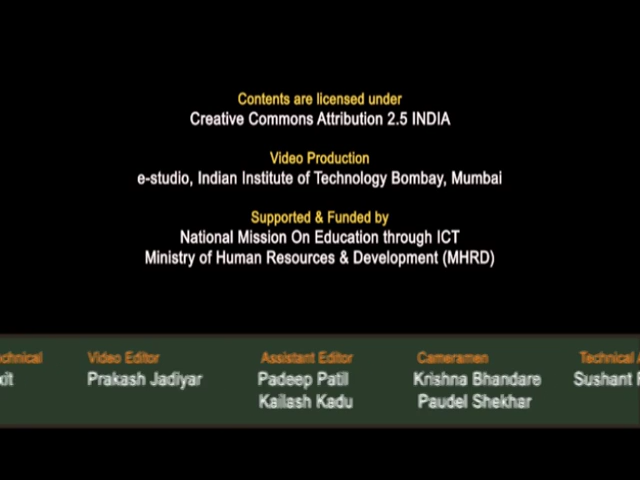 Contents are licensed under
Creative Commons Attribution 2.5 INDIA
Video Production
e-studio, Indian Institute of Technology Bombay, Mumbai
Supported & Funded by
National Mission On Education through ICT
Ministry of Human Resources & Development (MHRD)
Video Editor Assistant Editor Cameramen Technical
Prakash Jadiyar Padeep Patil Krishna Bhandare Sushant
Kailash Kadu Paudel Shekhar